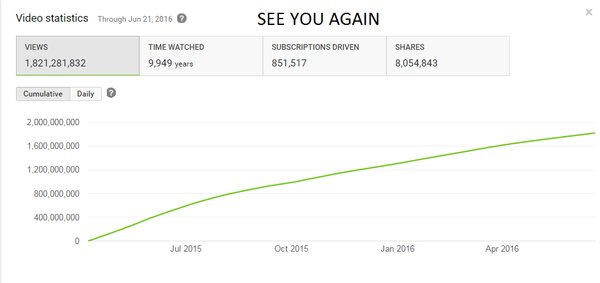 SEE YOU AGAIN
Video statistics Through Jun 21, 2016 ?
×
VIEWS
1,821,281,832
TIME WATCHED
9,949 years
SUBSCRIPTIONS DRIVEN
851,517
SHARES
8,054,843
Cumulative Daily ?
2,000,000,000
1,600,000,000
1,200,000,000
800,000,000
400,000,000
0
Jul 2015 Oct 2015 Jan 2016 Apr 2016